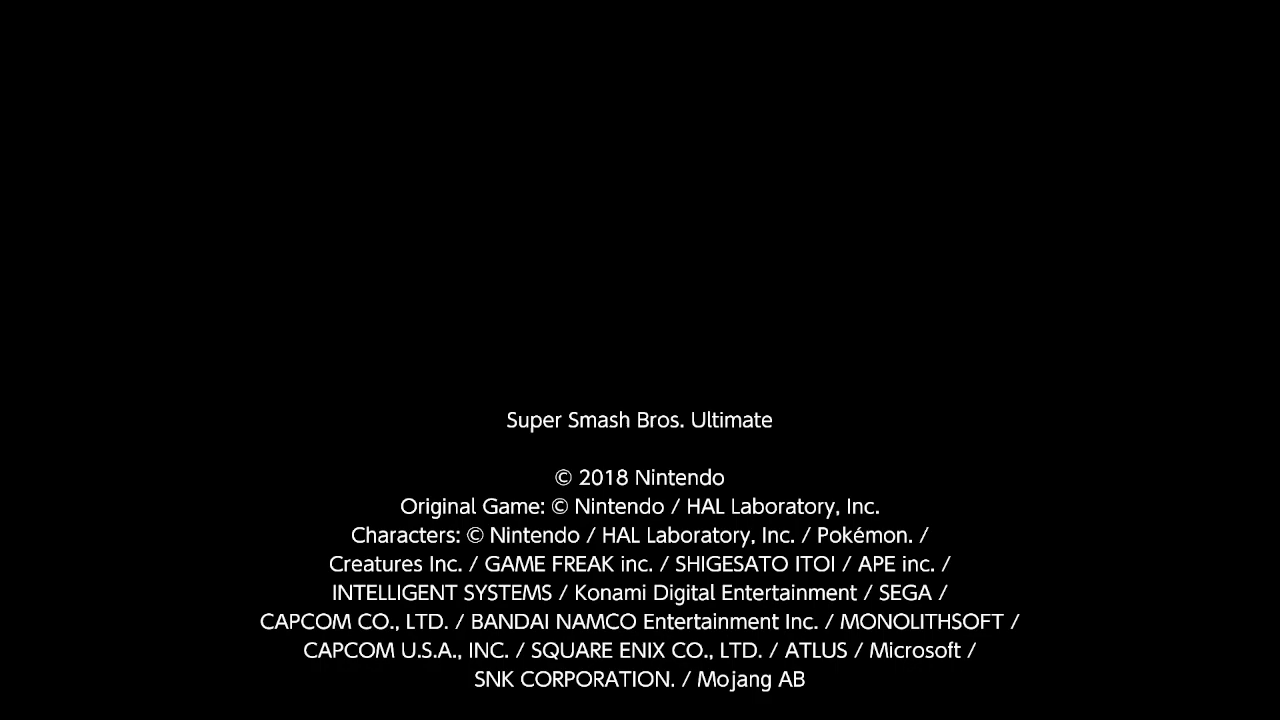 Super Smash Bros. Ultimate
© 2018 Nintendo
Original Game: © Nintendo / HAL Laboratory, Inc.
Characters: © Nintendo / HAL Laboratory, Inc. / Pokémon. /
Creatures Inc. / GAME FREAK inc. / SHIGESATO ITOI / APE inc. /
INTELLIGENT SYSTEMS / Konami Digital Entertainment / SEGA /
CAPCOM CO., LTD. / BANDAI NAMCO Entertainment Inc. / MONOLITHSOFT /
CAPCOM U.S.A., INC. / SQUARE ENIX CO., LTD. / ATLUS / Microsoft /
SNK CORPORATION. / Mojang AB